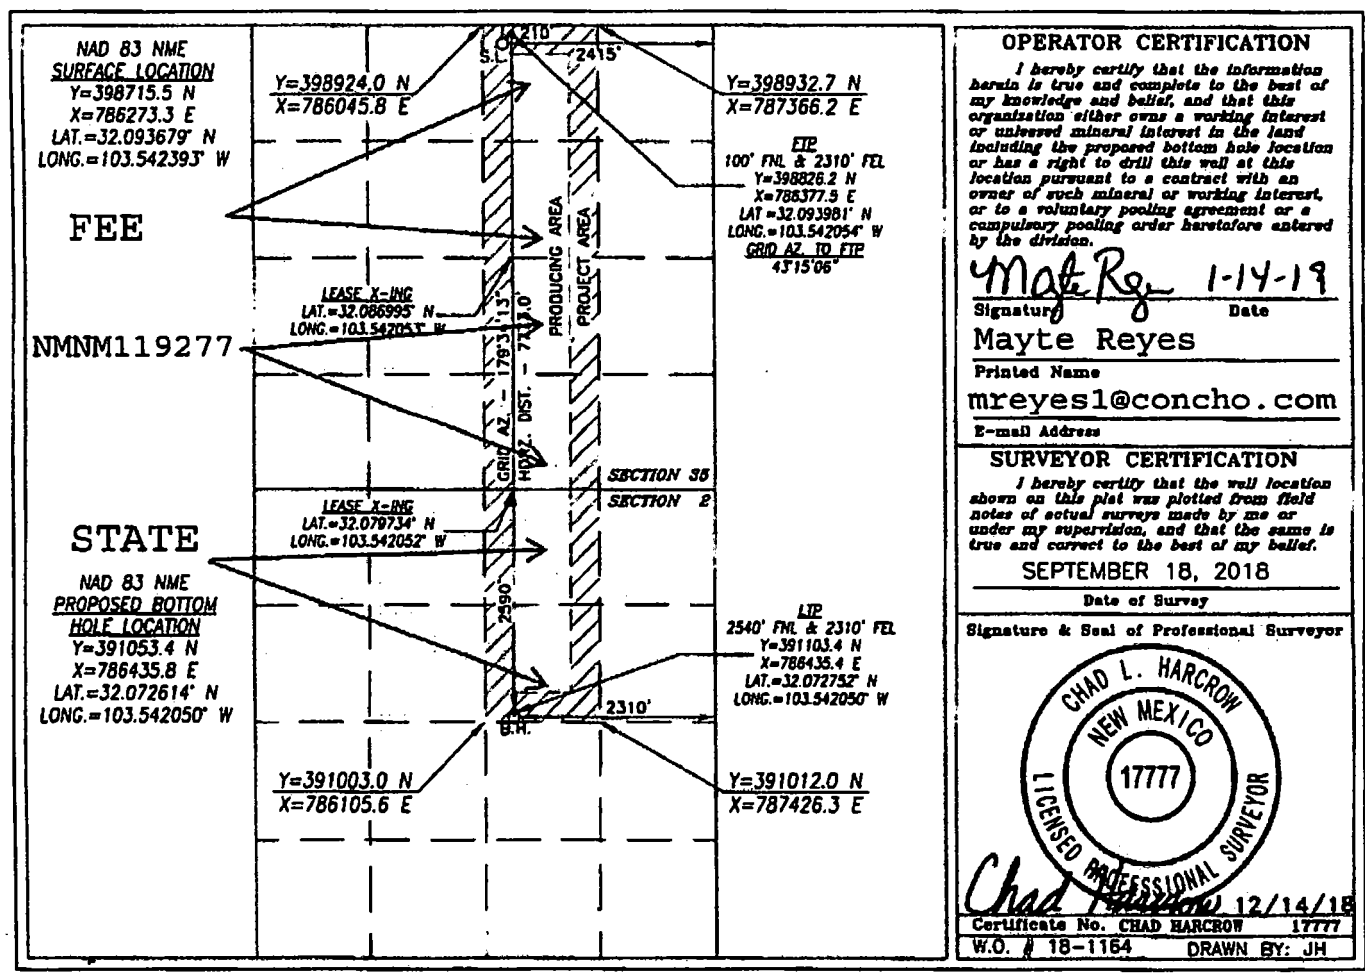 NAD 83 NME
SURFACE LOCATION
Y=398715.5 N
X=786273.3 E
LAT.=32.093679° N
LONG.=103.542393° W
FEE
NMNM119277
STATE
NAD 83 NME
PROPOSED BOTTOM
HOLE LOCATION
Y=391053.4 N
X=786435.8 E
LAT.=32.072614° N
LONG.=103.542050° W
210'
S.L.
2415'
Y=398924.0 N
X=786045.8 E
Y=398932.7 N
X=787366.2 E
FTP
100' FNL & 2310' FEL
Y=398826.2 N
X=786377.5 E
LAT.=32.093981° N
LONG.=103.542054° W
GRID AZ. TO FTP
43°15'06"
LEASE X-ING
LAT.=32.086995° N
LONG.=103.542053° W
GRID AZ. - 179°34'13"
HORZ. DIST. -
PRODUCING AREA
PROJECT AREA
SECTION 35
SECTION 2
LEASE X-ING
LAT.=32.079734° N
LONG.=103.542052° W
2590'
LTP
2540' FNL & 2310' FEL
Y=391103.4 N
X=786435.4 E
LAT.=32.072752° N
LONG.=103.542050° W
2310'
B.H.
Y=391003.0 N
X=786105.6 E
Y=391012.0 N
X=787426.3 E
OPERATOR CERTIFICATION
I hereby certify that the information
herein is true and complete to the best of
my knowledge and belief, and that this
organization either owns a working interest
or unleased mineral interest in the land
including the proposed bottom hole location
or has a right to drill this well at this
location pursuant to a contract with an
owner of such mineral or working interest,
or to a voluntary pooling agreement or a
compulsory pooling order heretofore entered
by the division.
1-14-19
Signature Date
Mayte Reyes
Printed Name
mreyes1@concho.com
E-mail Address
SURVEYOR CERTIFICATION
I hereby certify that the well location
shown on this plat was plotted from field
notes of actual surveys made by me or
under my supervision, and that the same is
true and correct to the best of my belief.
SEPTEMBER 18, 2018
Date of Survey
Signature & Seal of Professional Surveyor
CHAD L. HARCROW
NEW MEXICO
17777
LICENSED PROFESSIONAL SURVEYOR
Chad Harcrow 12/14/18
Certificate No. CHAD HARCROW 17777
W.O. # 18-1164 DRAWN BY: JH